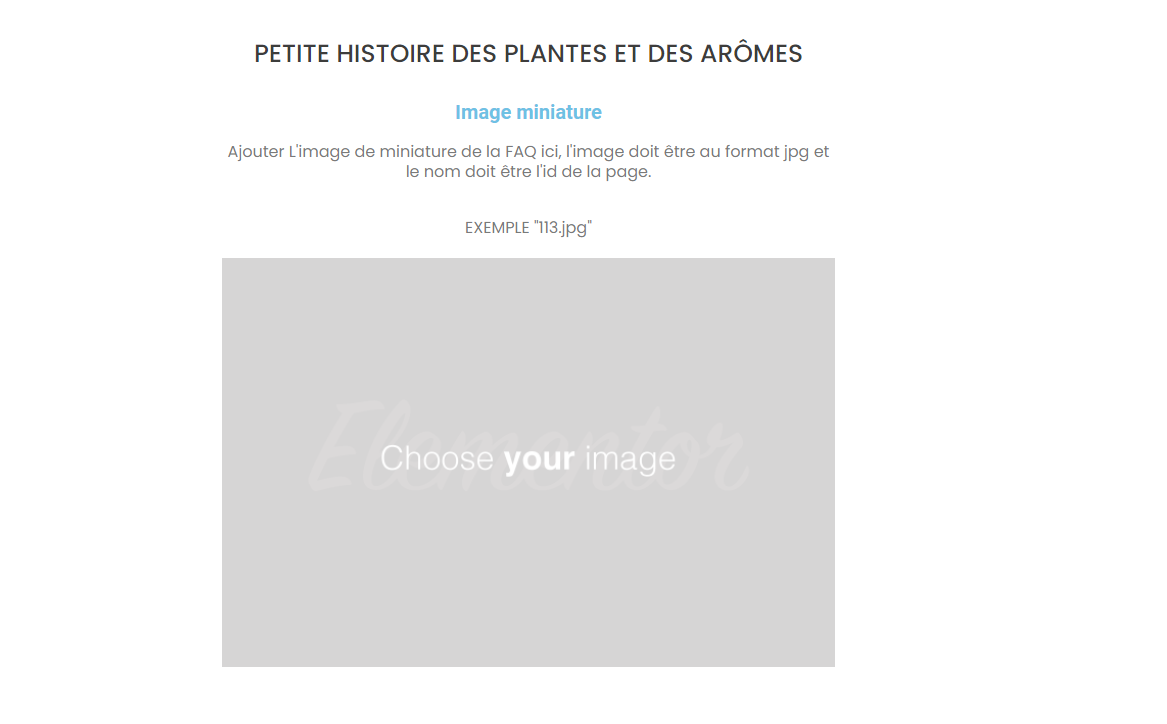 PETITE HISTOIRE DES PLANTES ET DES ARÔMES
Image miniature
Ajouter L'image de miniature de la FAQ ici, l'image doit être au format jpg et
le nom doit être l'id de la page.
EXEMPLE "113.jpg"
Elementor
Choose your image